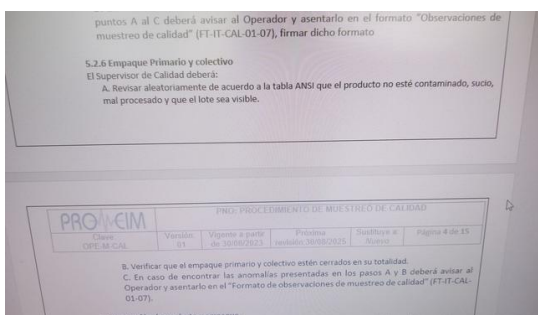 puntos A al C deberá avisar al Operador y asentarlo en el formato "Observaciones de
muestreo de calidad" (FT-IT-CAL-01-07), firmar dicho formato
5.2.6 Empaque Primario y colectivo
El Supervisor de Calidad deberá:
A. Revisar aleatoriamente de acuerdo a la tabla ANSI que el producto no esté contaminado, sucio,
mal procesado y que el lote sea visible.
PNO: PROCEDIMIENTO DE MUESTREO DE CALIDAD
Clave: Versión: Vigente a partir Próxima Sustituye a: Página 8 de 15
OPE-M-CAL 01 de 30/08/2023 revisión: 30/08/2025 Nuevo
B. Verificar que el empaque primario y colectivo estén cerrados en su totalidad.
C. En caso de encontrar las anomalías presentadas en los pasos A y B deberá avisar al
Operador y asentarlo en el "Formato de observaciones de muestreo de calidad" (FT-IT-CAL-
01-07).